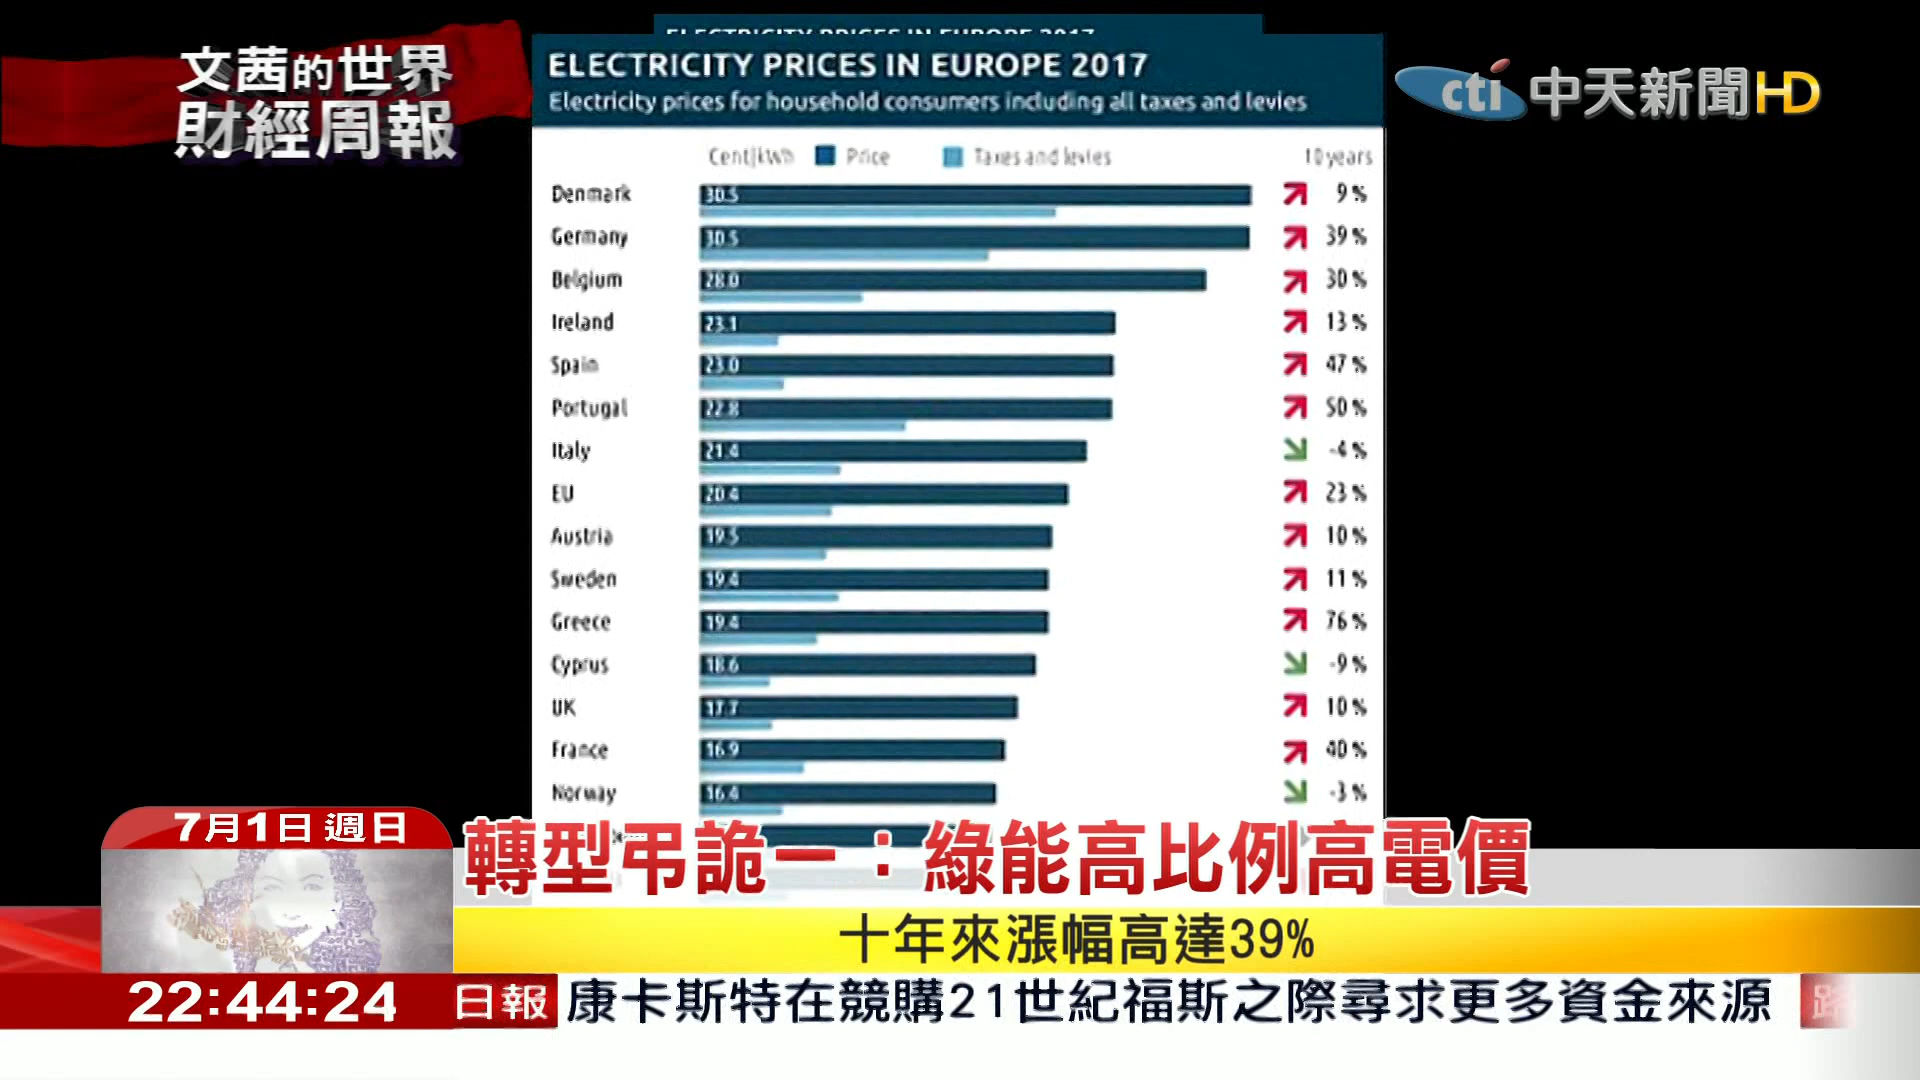 文茜的世界
財經周報
ELECTRICITY PRICES IN EUROPE 2017
ELECTRICITY PRICES IN EUROPE 2017
Electricity prices for household consumers including all taxes and levies
cti 中天新聞HD
Cent/kWh Price Taxes and levies 10 years
Denmark 30.5 9 %
Germany 30.5 39 %
Belgium 28.0 30 %
Ireland 23.1 13 %
Spain 23.0 47 %
Portugal 22.8 50 %
Italy 21.4 -4 %
EU 20.4 23 %
Austria 19.5 10 %
Sweden 19.4 11 %
Greece 19.4 76 %
Cyprus 18.6 -9 %
UK 17.7 10 %
France 16.9 40 %
Norway 16.4 -3 %
7月1日 週日
轉型弔詭一：綠能高比例高電價
十年來漲幅高達39%
22:44:24 日報 康卡斯特在競購21世紀福斯之際尋求更多資金來源